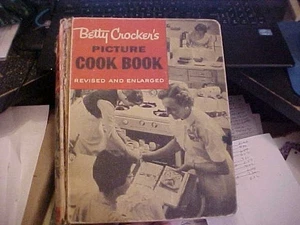 Betty Crocker's
PICTURE
COOK BOOK
REVISED AND ENLARGED